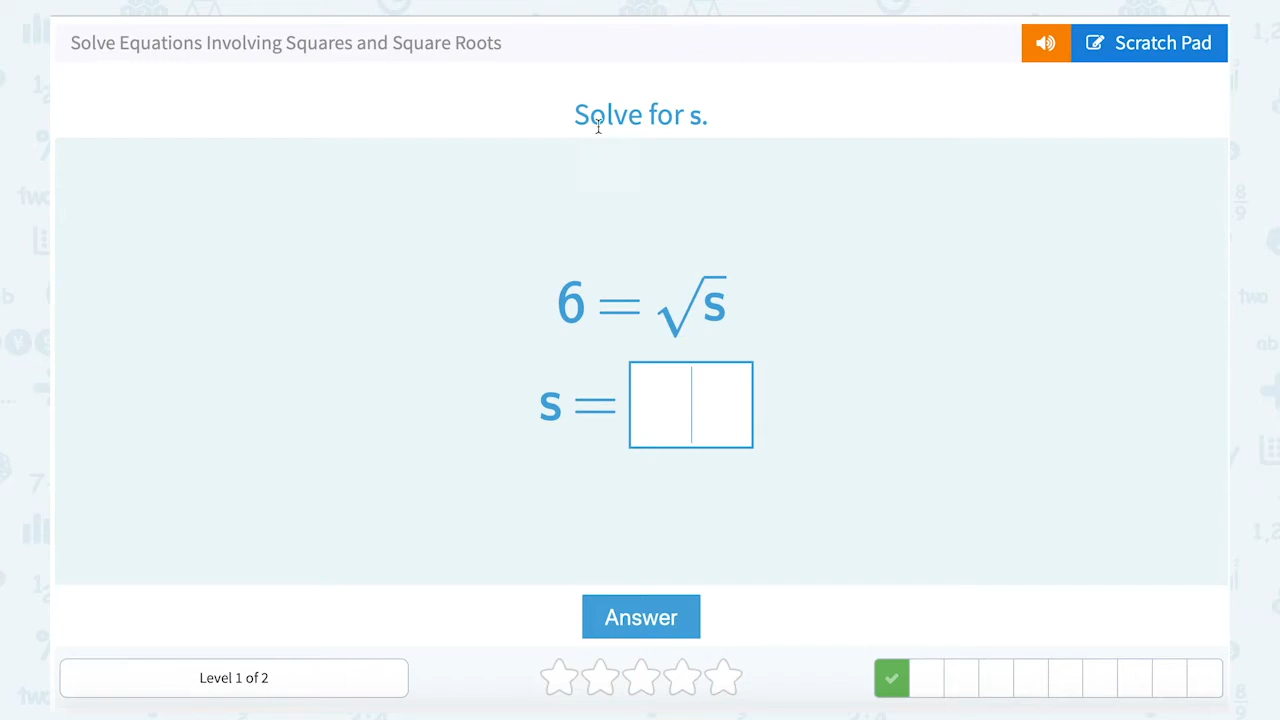 Solve Equations Involving Squares and Square Roots
Scratch Pad
Solve for s.
6 = √s
s =
Answer
Level 1 of 2